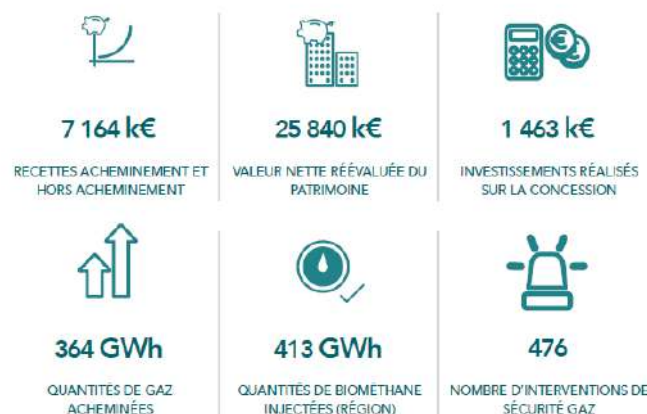 7 164 k€
RECETTES ACHEMINEMENT ET
HORS ACHEMINEMENT
25 840 k€
VALEUR NETTE RÉÉVALUÉE DU
PATRIMOINE
1 463 k€
INVESTISSEMENTS RÉALISÉS
SUR LA CONCESSION
364 GWh
QUANTITÉS DE GAZ
ACHEMINÉES
413 GWh
QUANTITÉS DE BIOMÉTHANE
INJECTÉES (RÉGION)
476
NOMBRE D'INTERVENTIONS DE
SÉCURITÉ GAZ